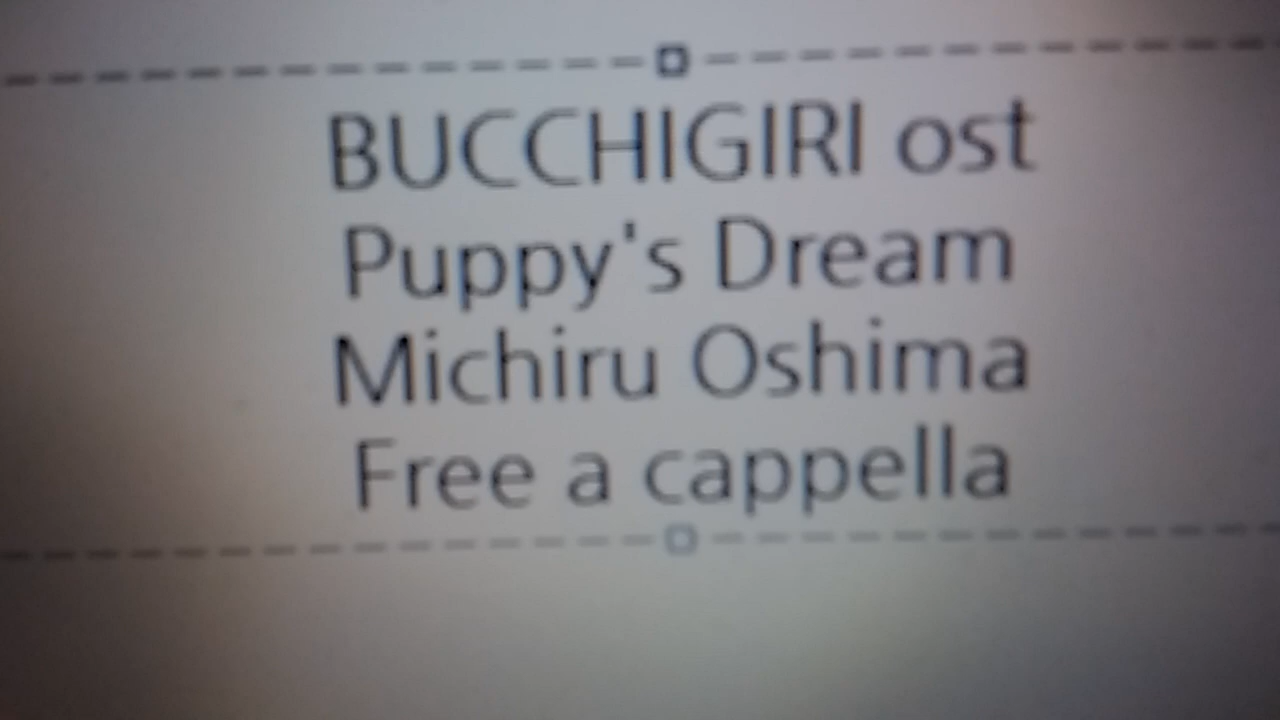 BUCCHIGIRI ost
Puppy's Dream
Michiru Oshima
Free a cappella